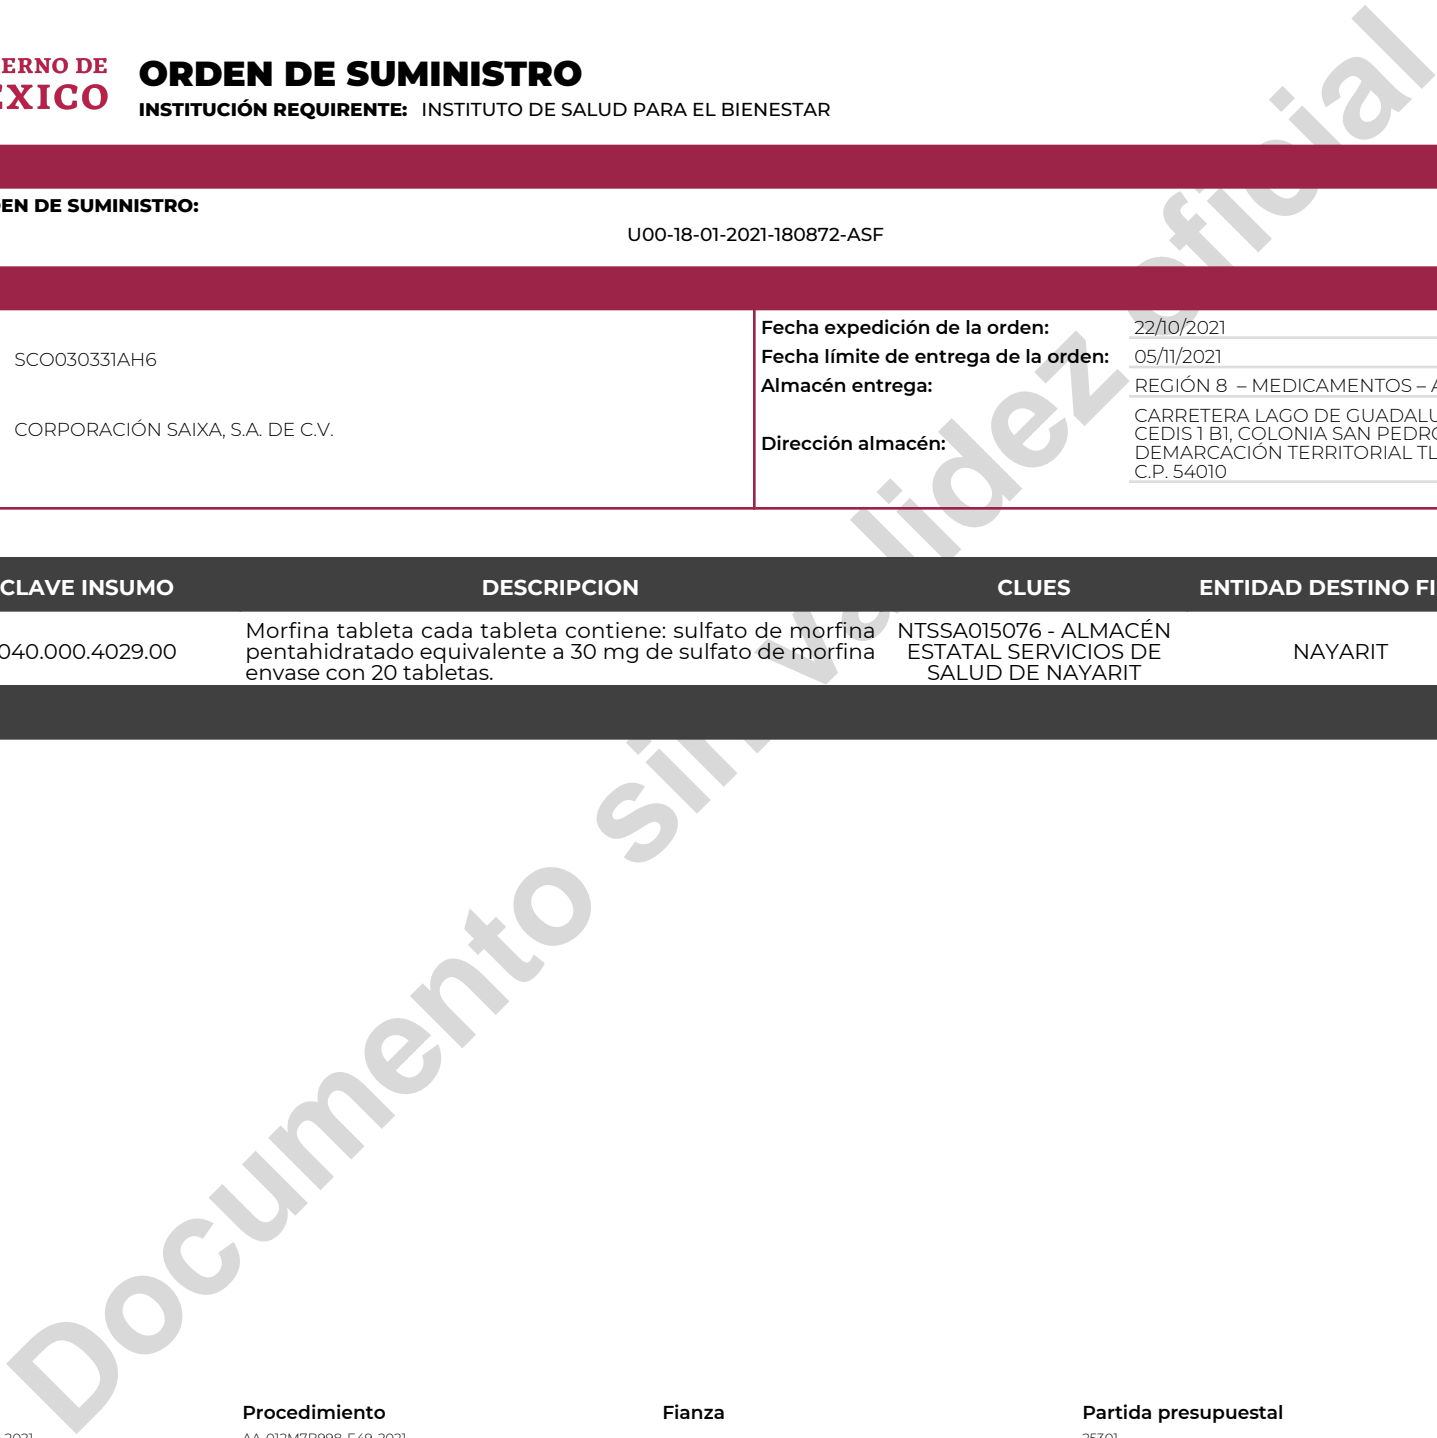 ERNO DE
ÉXICO
ORDEN DE SUMINISTRO
INSTITUCIÓN REQUIRENTE: INSTITUTO DE SALUD PARA EL BIENESTAR
EN DE SUMINISTRO:
U00-18-01-2021-180872-ASF
SCO030331AH6
CORPORACIÓN SAIXA, S.A. DE C.V.
Fecha expedición de la orden: 22/10/2021
Fecha límite de entrega de la orden: 05/11/2021
Almacén entrega: REGIÓN 8 – MEDICAMENTOS – A
Dirección almacén:
CARRETERA LAGO DE GUADALU
CEDIS 1 B1, COLONIA SAN PEDRO
DEMARCACIÓN TERRITORIAL TL
C.P. 54010
CLAVE INSUMO DESCRIPCION CLUES ENTIDAD DESTINO FI
040.000.4029.00
Morfina tableta cada tableta contiene: sulfato de morfina
pentahidratado equivalente a 30 mg de sulfato de morfina
envase con 20 tabletas.
NTSSA015076 - ALMACÉN
ESTATAL SERVICIOS DE
SALUD DE NAYARIT
NAYARIT
Documento sin validez oficial
Procedimiento Fianza Partida presupuestal